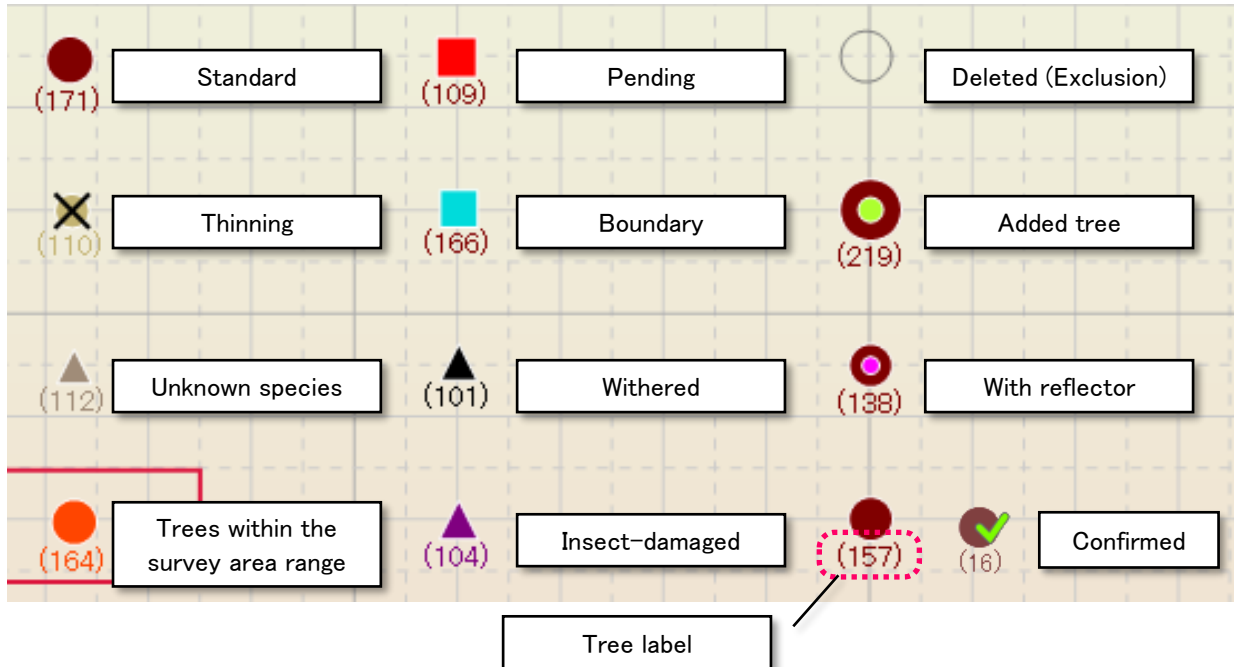 Standard
(171)
Pending
(109)
Deleted (Exclusion)
Thinning
(110)
Boundary
(166)
Added tree
(219)
Unknown species
(112)
Withered
(101)
With reflector
(138)
Trees within the
survey area range
(164)
Insect-damaged
(104)
(157)
Confirmed
(16)
Tree label